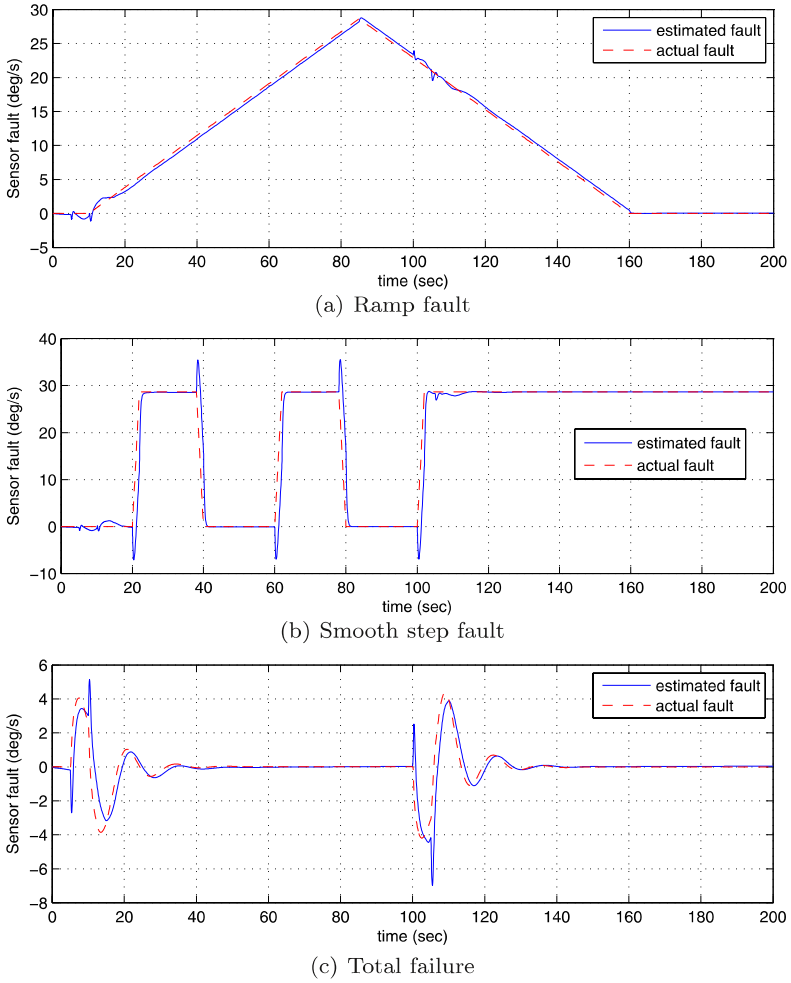 30
25
20
15
10
5
0
−5
Sensor fault (deg/s)
estimated fault
actual fault
0 20 40 60 80 100 120 140 160 180 200
time (sec)
(a) Ramp fault
40
30
20
10
0
−10
Sensor fault (deg/s)
estimated fault
actual fault
0 20 40 60 80 100 120 140 160 180 200
time (sec)
(b) Smooth step fault
6
4
2
0
−2
−4
−6
−8
Sensor fault (deg/s)
estimated fault
actual fault
0 20 40 60 80 100 120 140 160 180 200
time (sec)
(c) Total failure